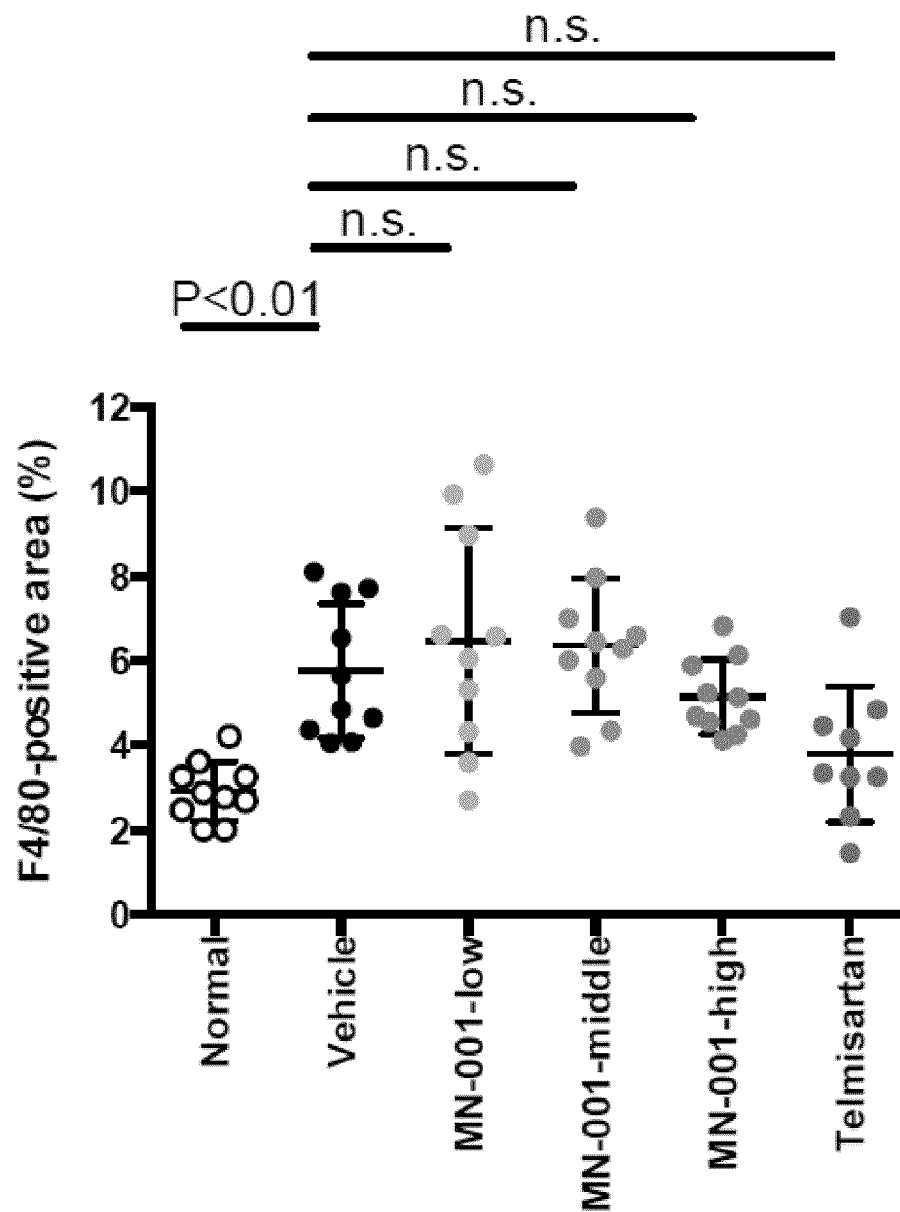 n.s.
n.s.
n.s.
n.s.
P<0.01
F4/80-positive area (%)
12
10
8
6
4
2
0
Normal
Vehicle
MN-001-low
MN-001-middle
MN-001-high
Telmisartan